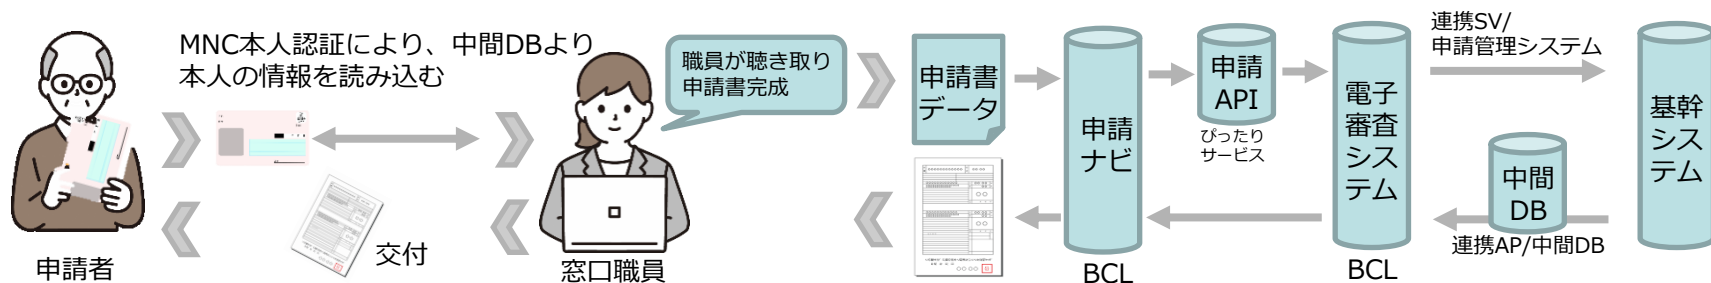 MNC本人認証により、中間DBより
本人の情報を読み込む
申請者
交付
窓口職員
職員が聴き取り
申請書完成
申請書
データ
申請
ナビ
BCL
申請
API
ぴったり
サービス
電子
審査
シス
テム
BCL
連携SV/
申請管理システム
中間
DB
連携AP/中間DB
基幹
シス
テム